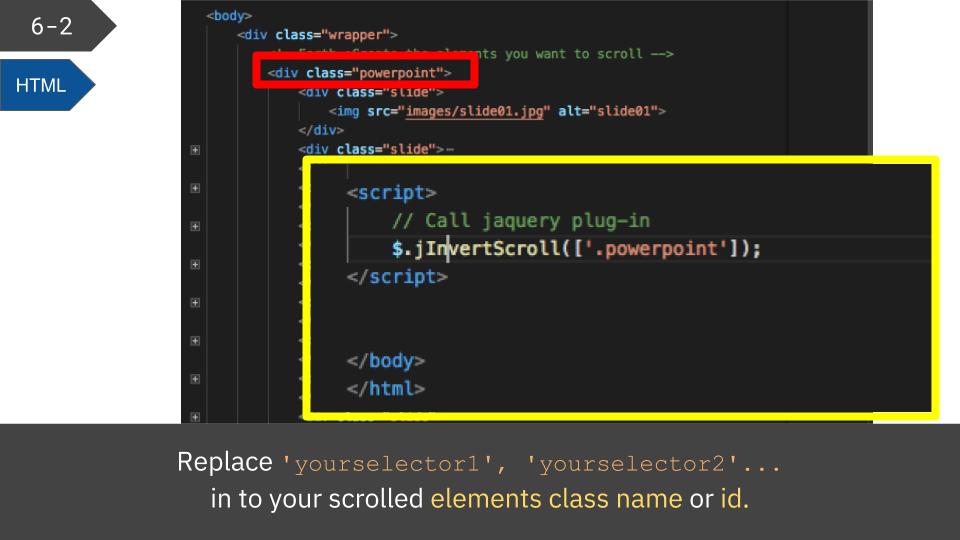 6-2
HTML
<body>
<div class="wrapper">
the elements you want to scroll -->
<div class="powerpoint">
<div class="slide">
<img src="images/slide01.jpg" alt="slide01">
</div>
<div class="slide">…
<script>
// Call jaquery plug-in
$.jInvertScroll(['.powerpoint']);
</script>
</body>
</html>
Replace 'yourselector1', 'yourselector2'...
in to your scrolled elements class name or id.